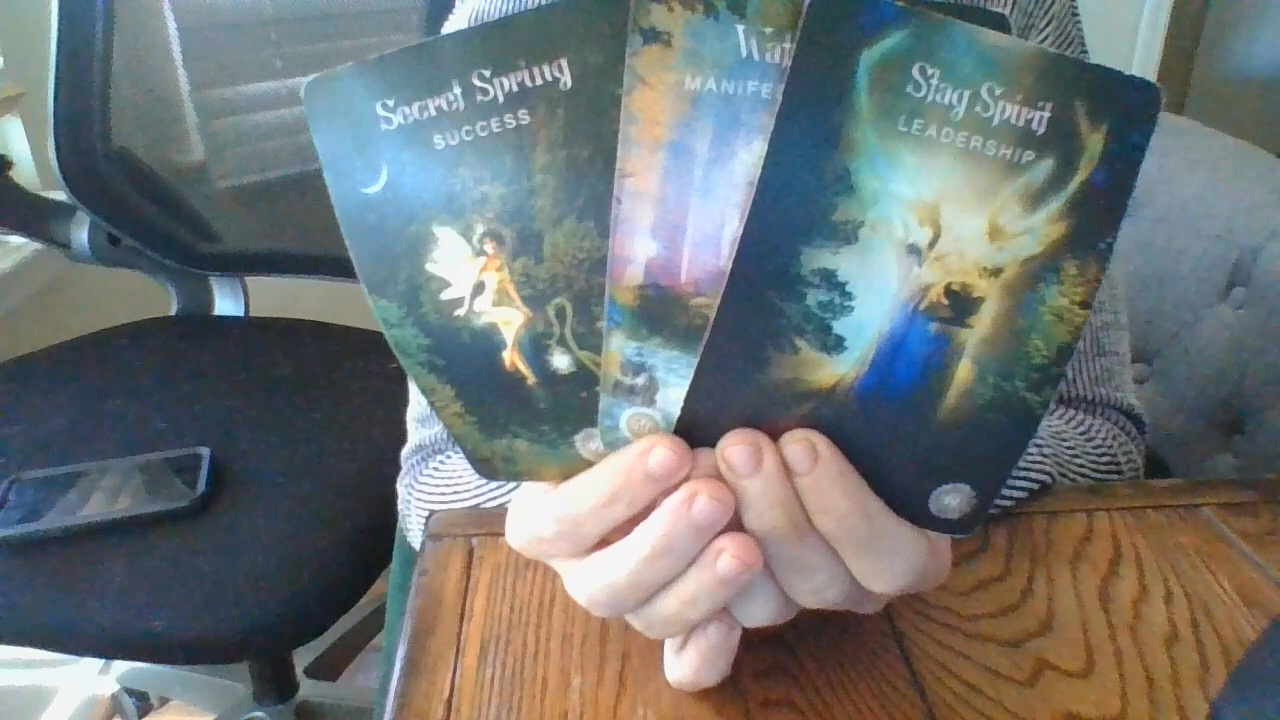 Secret Spring
SUCCESS
Wat
MANIFE
Stag Spirit
LEADERSHIP